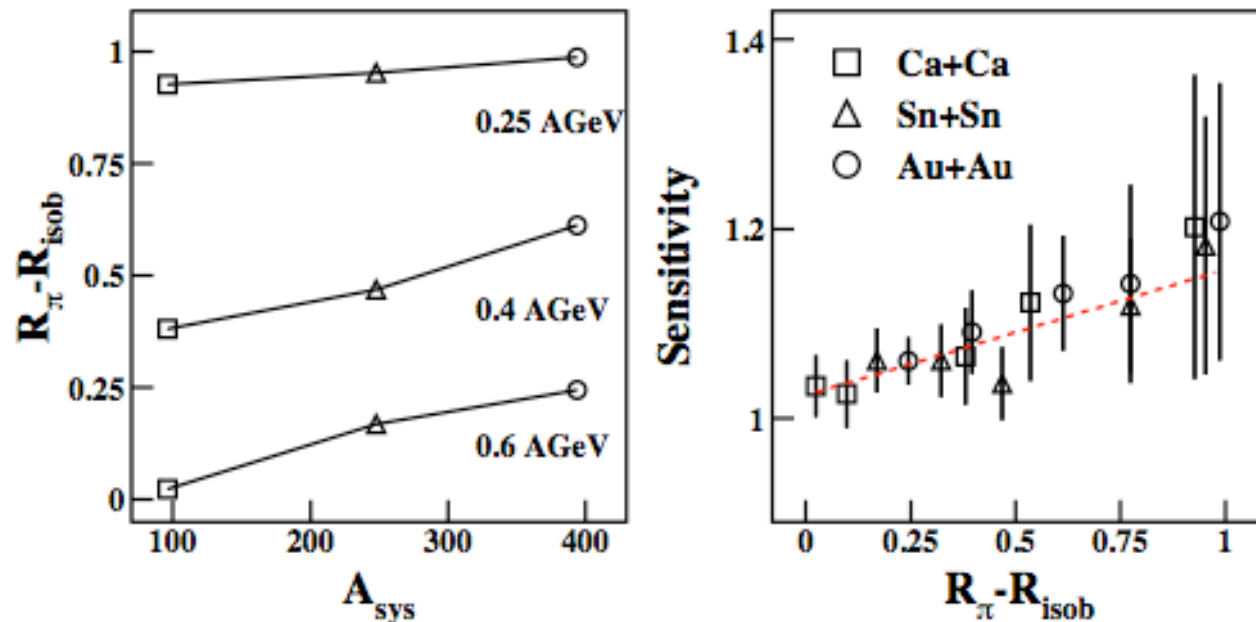 R_π-R_isob
1
0.75
0.5
0.25
0
0.25 AGeV
0.4 AGeV
0.6 AGeV
100 200 300 400
A_sys
Sensitivity
1.4
1.2
1
Ca+Ca
Sn+Sn
Au+Au
0 0.25 0.5 0.75 1
R_π-R_isob